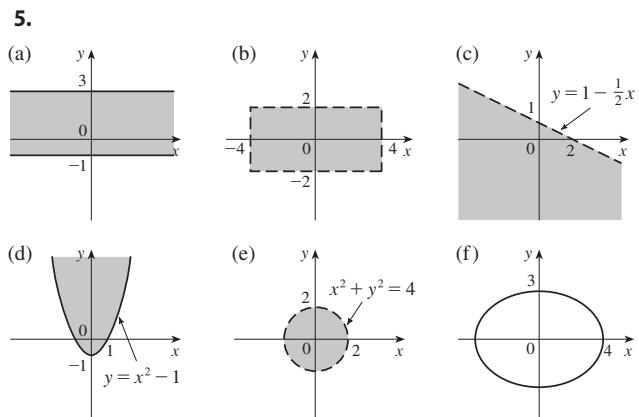 5.
(a) (b) (c)
y 3 0 x −1
y 2 −4 0 4 x −2
y 1 y = 1 − 1/2 x 0 2 x
(d) (e) (f)
y 0 −1 1 x y = x² − 1
y 2 x² + y² = 4 0 2 x
y 3 0 4 x